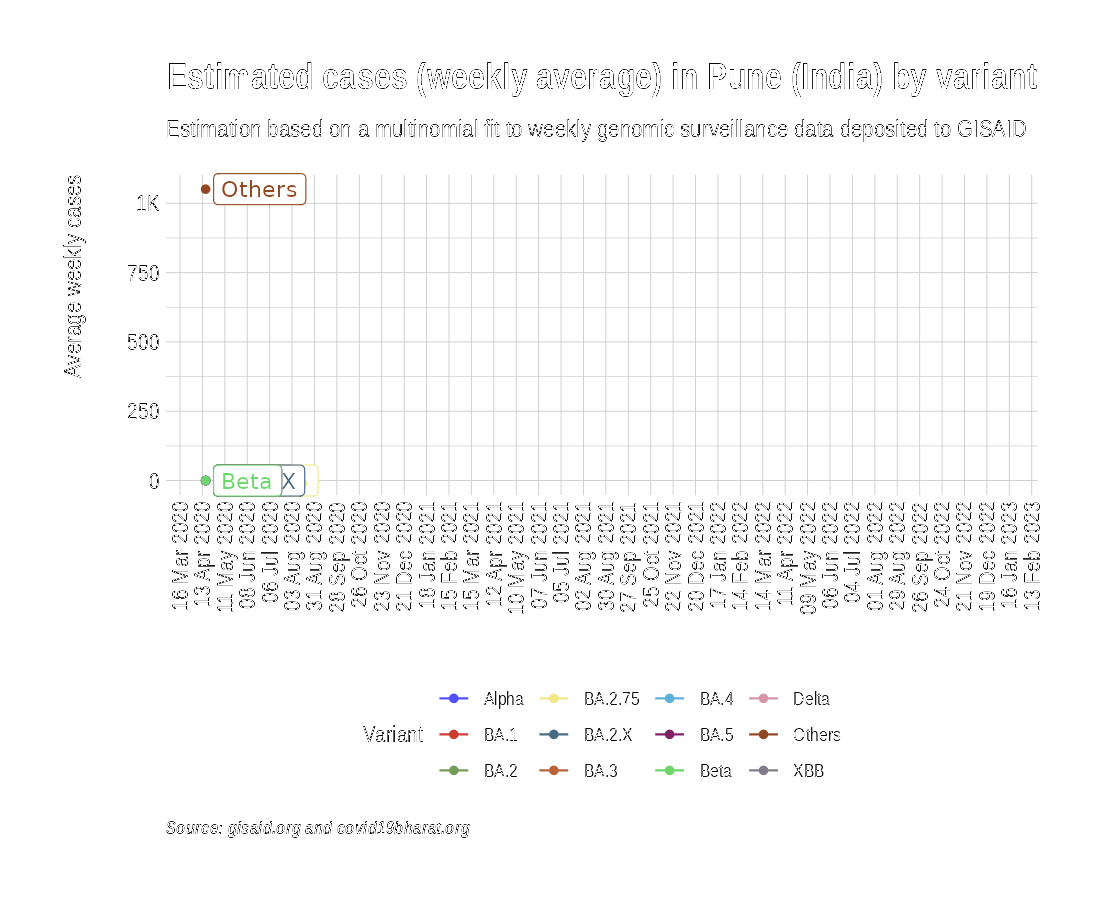 Estimated cases (weekly average) in Pune (India) by variant
Estimation based on a multinomial fit to weekly genomic surveillance data deposited to GISAID
Average weekly cases
1K
750
500
250
0
Others
Beta
X
16 Mar 2020
13 Apr 2020
11 May 2020
08 Jun 2020
06 Jul 2020
03 Aug 2020
31 Aug 2020
28 Sep 2020
26 Oct 2020
23 Nov 2020
21 Dec 2020
18 Jan 2021
15 Feb 2021
15 Mar 2021
12 Apr 2021
10 May 2021
07 Jun 2021
05 Jul 2021
02 Aug 2021
30 Aug 2021
27 Sep 2021
25 Oct 2021
22 Nov 2021
20 Dec 2021
17 Jan 2022
14 Feb 2022
14 Mar 2022
11 Apr 2022
09 May 2022
06 Jun 2022
04 Jul 2022
01 Aug 2022
29 Aug 2022
26 Sep 2022
24 Oct 2022
21 Nov 2022
19 Dec 2022
16 Jan 2023
13 Feb 2023
Alpha BA.2.75 BA.4 Delta
Variant BA.1 BA.2.X BA.5 Others
BA.2 BA.3 Beta XBB
Source: gisaid.org and covid19bharat.org